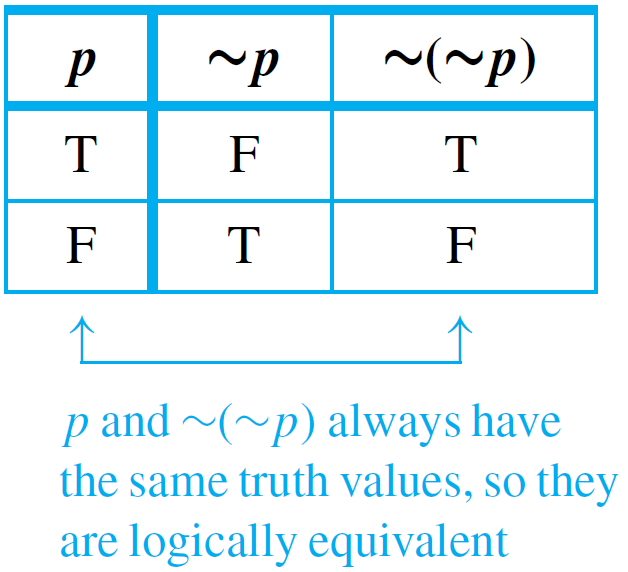 p ~p ~(~p)
T F T
F T F
p and ~(~p) always have
the same truth values, so they
are logically equivalent